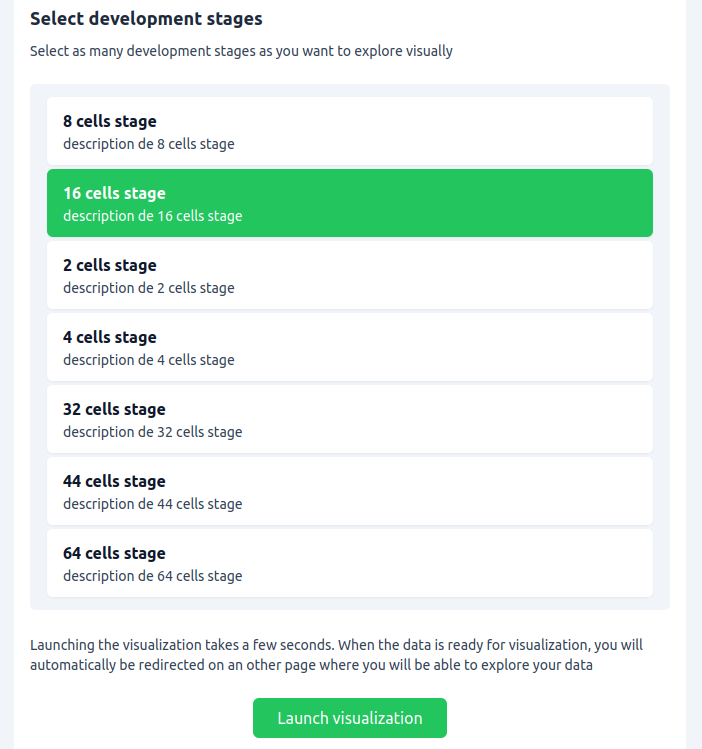 Select development stages
Select as many development stages as you want to explore visually
8 cells stage
description de 8 cells stage
16 cells stage
description de 16 cells stage
2 cells stage
description de 2 cells stage
4 cells stage
description de 4 cells stage
32 cells stage
description de 32 cells stage
44 cells stage
description de 44 cells stage
64 cells stage
description de 64 cells stage
Launching the visualization takes a few seconds. When the data is ready for visualization, you will
automatically be redirected on an other page where you will be able to explore your data
Launch visualization